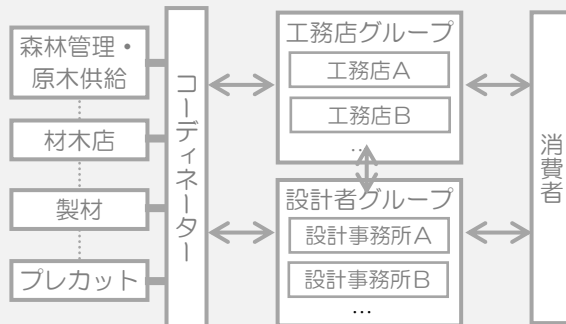 森林管理・
原木供給
材木店
製材
プレカット
コーディネーター
工務店グループ
工務店A
工務店B
…
設計者グループ
設計事務所A
設計事務所B
…
消費者